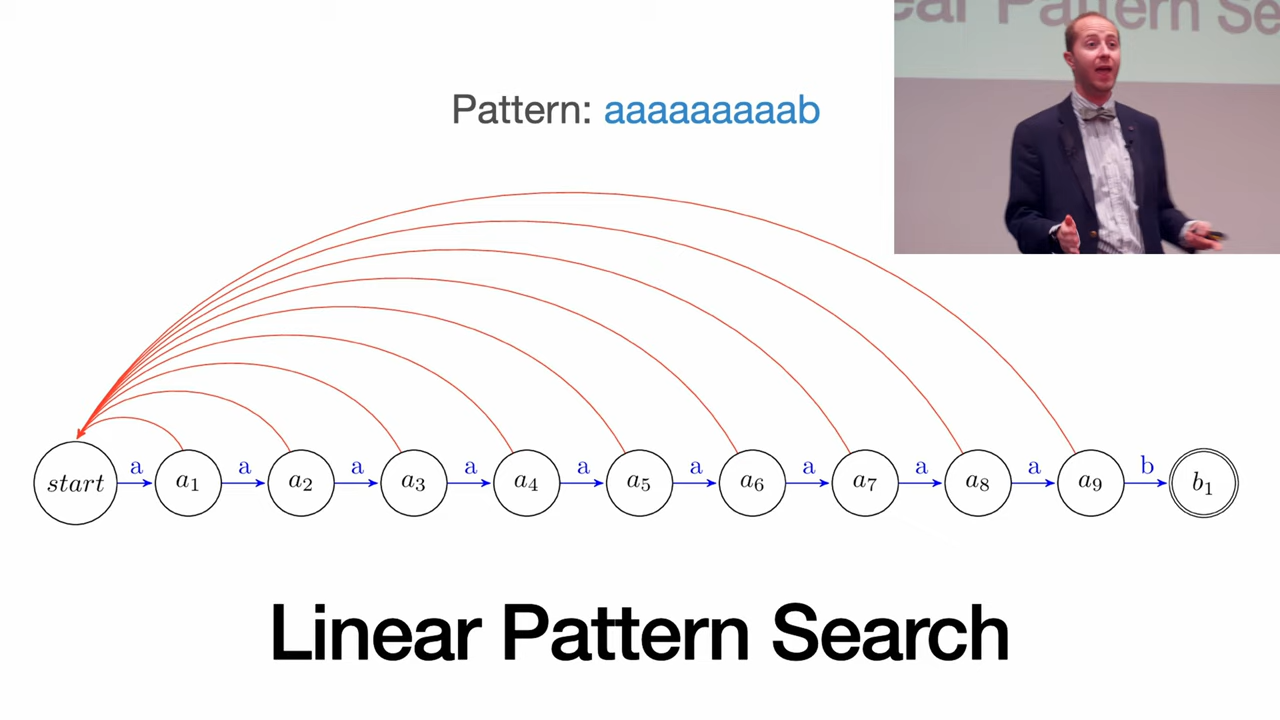 ear Pattern Se
Pattern: aaaaaaaaab
a a a a a a a a a b
start a1 a2 a3 a4 a5 a6 a7 a8 a9 b1
Linear Pattern Search